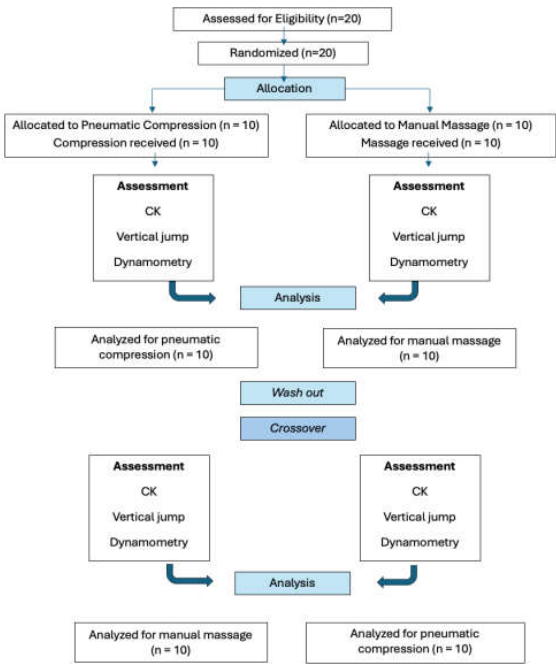 Assessed for Eligibility (n=20)
Randomized (n=20)
Allocation
Allocated to Pneumatic Compression (n = 10)
Compression received (n = 10)
Allocated to Manual Massage (n = 10)
Massage received (n = 10)
Assessment
CK
Vertical jump
Dynamometry
Assessment
CK
Vertical jump
Dynamometry
Analysis
Analyzed for pneumatic
compression (n = 10)
Analyzed for manual massage
(n = 10)
Wash out
Crossover
Assessment
CK
Vertical jump
Dynamometry
Assessment
CK
Vertical jump
Dynamometry
Analysis
Analyzed for manual massage
(n = 10)
Analyzed for pneumatic
compression (n = 10)